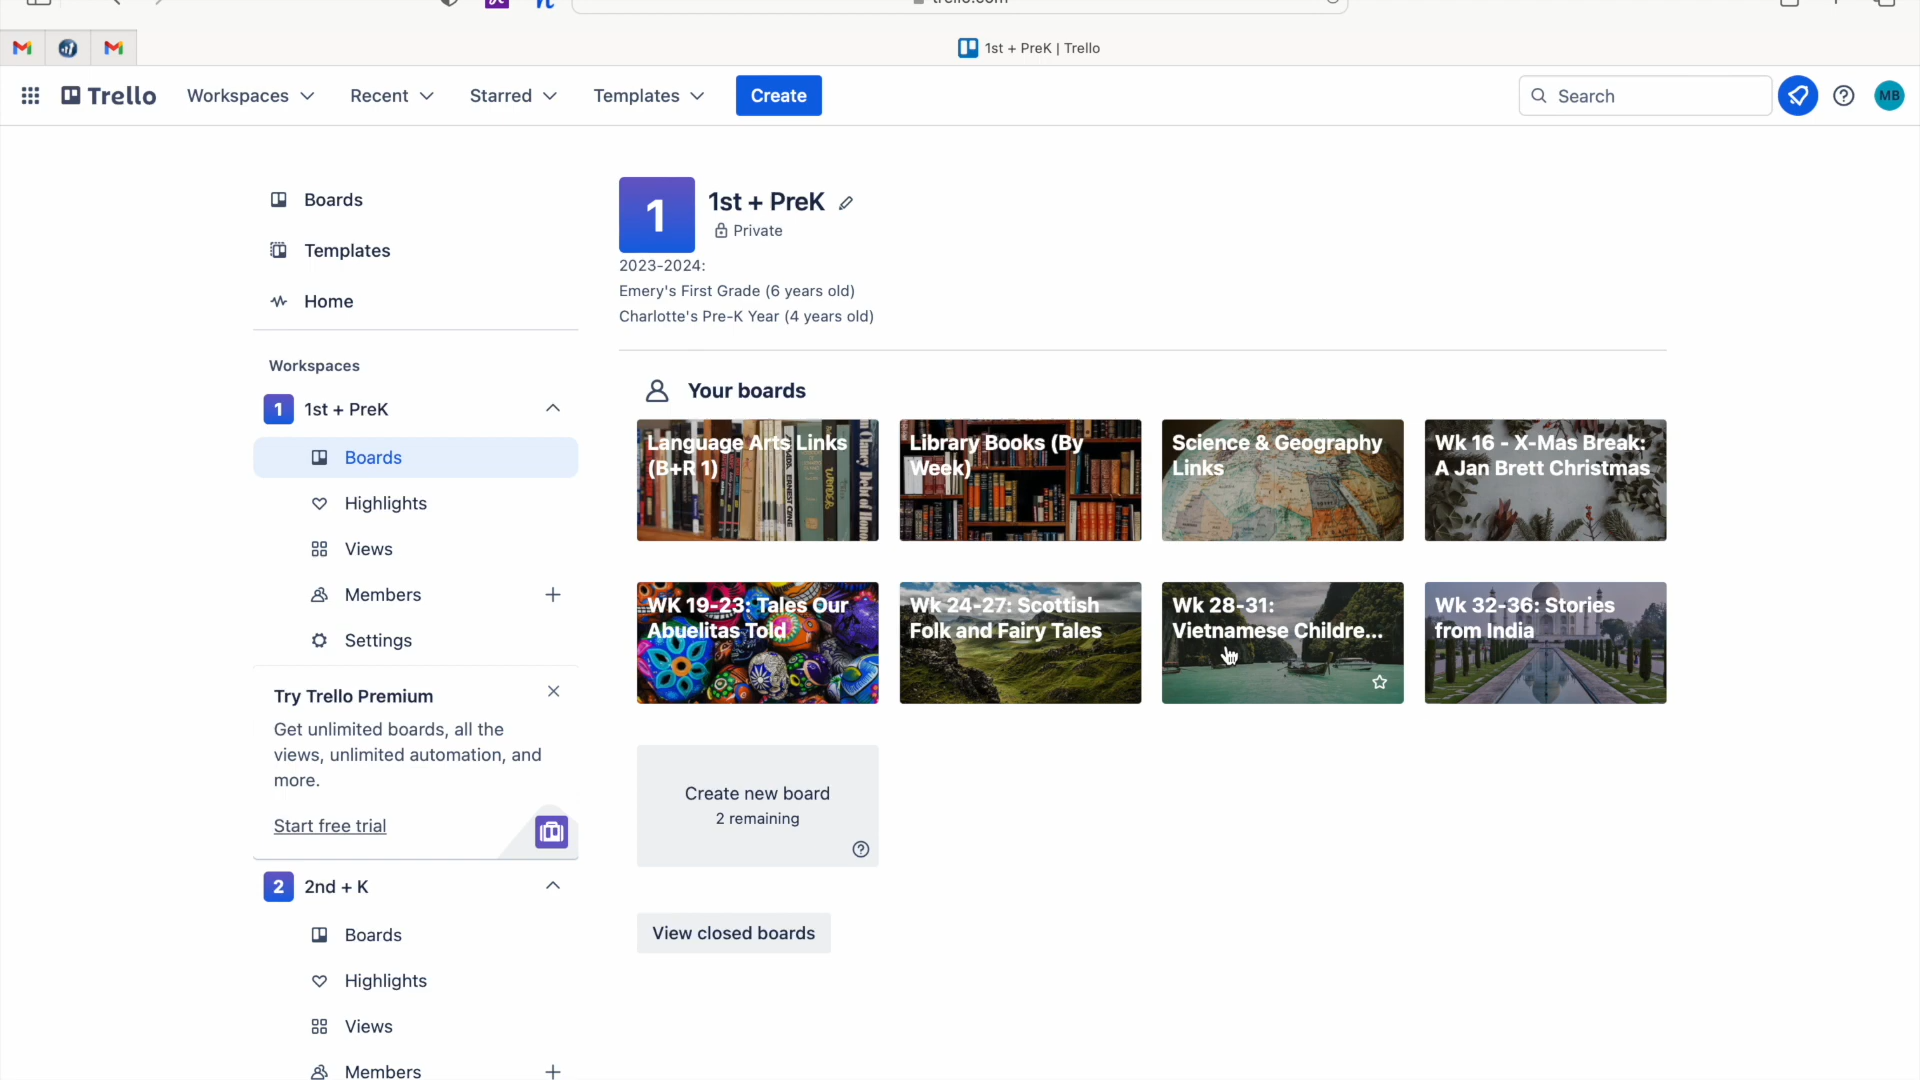 1st + PreK | Trello
Trello Workspaces Recent Starred Templates Create Search MB
Boards
Templates
Home
Workspaces
1 1st + PreK
Boards
Highlights
Views
Members
Settings
Try Trello Premium
Get unlimited boards, all the
views, unlimited automation, and
more.
Start free trial
2 2nd + K
Boards
Highlights
Views
Members
1 1st + PreK
Private
2023-2024:
Emery's First Grade (6 years old)
Charlotte's Pre-K Year (4 years old)
Your boards
Language Arts Links
(B+R 1)
Library Books (By
Week)
Science & Geography
Links
Wk 16 - X-Mas Break:
A Jan Brett Christmas
WK 19-23: Tales Our
Abuelitas Told
Wk 24-27: Scottish
Folk and Fairy Tales
Wk 28-31:
Vietnamese Childre...
Wk 32-36: Stories
from India
Create new board
2 remaining
View closed boards